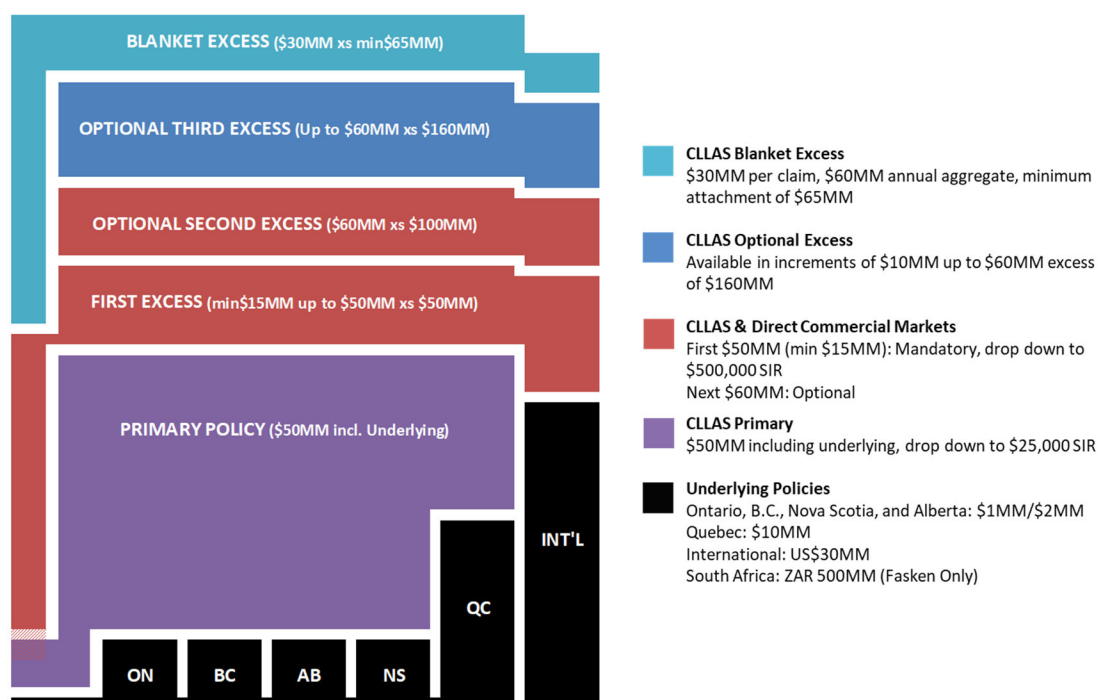 BLANKET EXCESS ($30MM xs min$65MM)
OPTIONAL THIRD EXCESS (Up to $60MM xs $160MM)
OPTIONAL SECOND EXCESS ($60MM xs $100MM)
FIRST EXCESS (min$15MM up to $50MM xs $50MM)
PRIMARY POLICY ($50MM incl. Underlying)
INT'L
QC
ON
BC
AB
NS
CLLAS Blanket Excess
$30MM per claim, $60MM annual aggregate, minimum
attachment of $65MM
CLLAS Optional Excess
Available in increments of $10MM up to $60MM excess
of $160MM
CLLAS & Direct Commercial Markets
First $50MM (min $15MM): Mandatory, drop down to
$500,000 SIR
Next $60MM: Optional
CLLAS Primary
$50MM including underlying, drop down to $25,000 SIR
Underlying Policies
Ontario, B.C., Nova Scotia, and Alberta: $1MM/$2MM
Quebec: $10MM
International: US$30MM
South Africa: ZAR 500MM (Fasken Only)